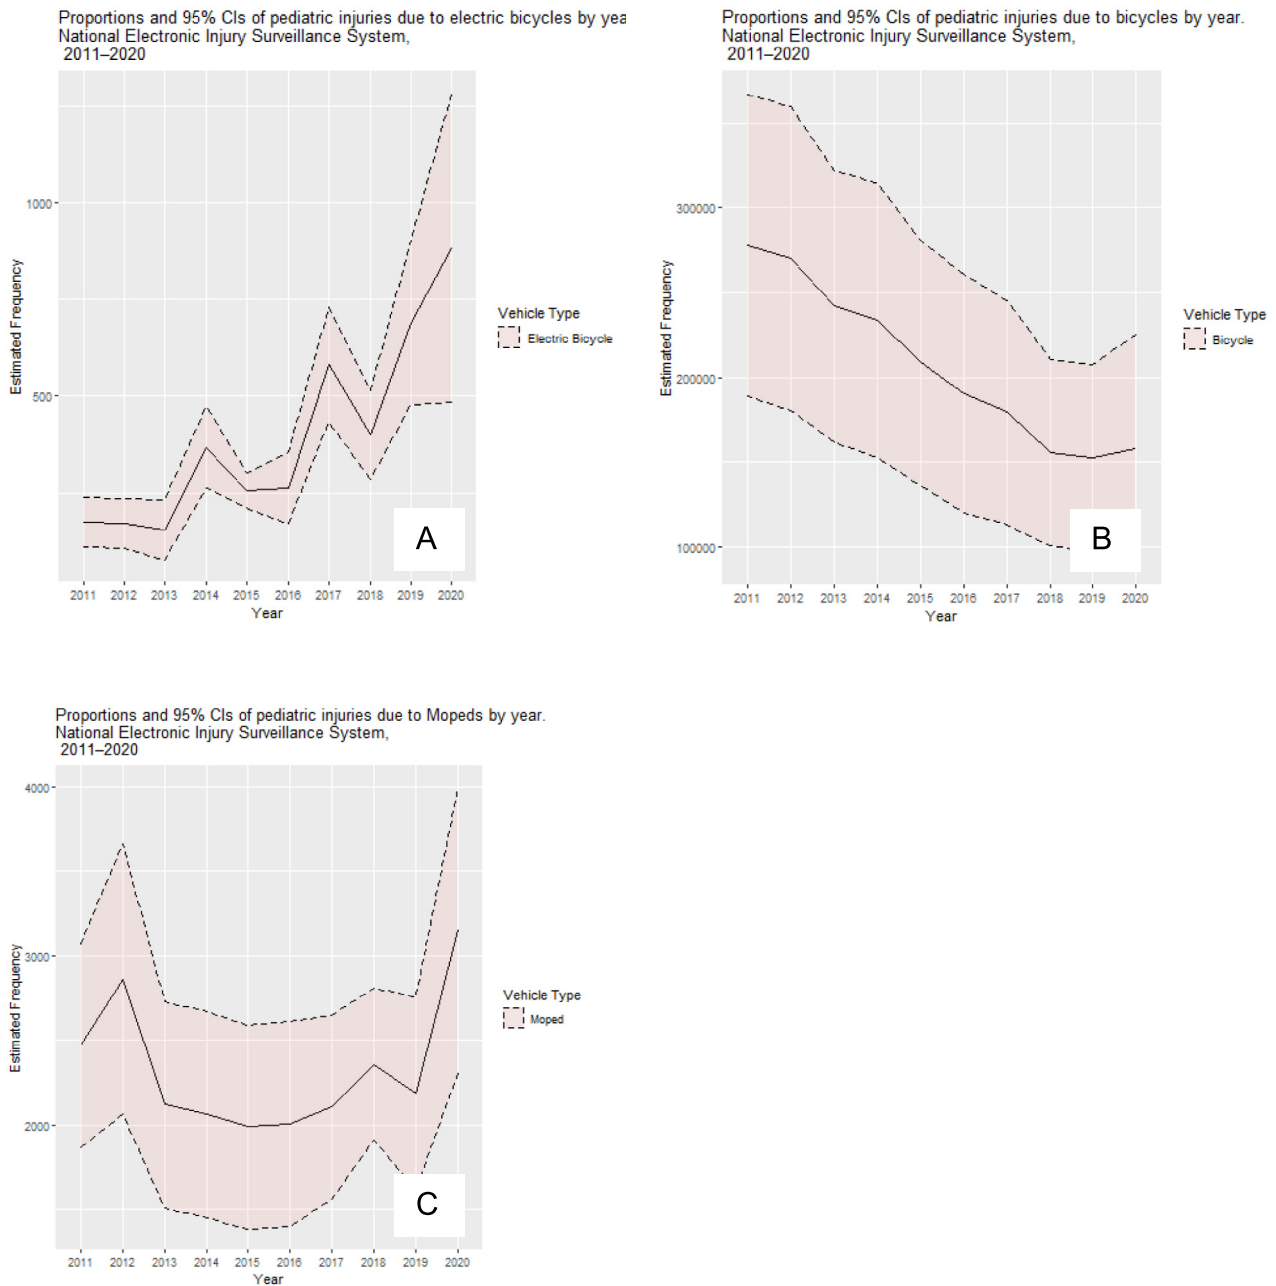 Proportions and 95% CIs of pediatric injuries due to electric bicycles by yea
National Electronic Injury Surveillance System,
2011–2020
Estimated Frequency
1000
500
2011 2012 2013 2014 2015 2016 2017 2018 2019 2020
Year
Vehicle Type
Electric Bicycle
A
Proportions and 95% CIs of pediatric injuries due to bicycles by year.
National Electronic Injury Surveillance System,
2011–2020
Estimated Frequency
300000
200000
100000
2011 2012 2013 2014 2015 2016 2017 2018 2019 2020
Year
Vehicle Type
Bicycle
B
Proportions and 95% CIs of pediatric injuries due to Mopeds by year.
National Electronic Injury Surveillance System,
2011–2020
Estimated Frequency
4000
3000
2000
2011 2012 2013 2014 2015 2016 2017 2018 2019 2020
Year
Vehicle Type
Moped
C